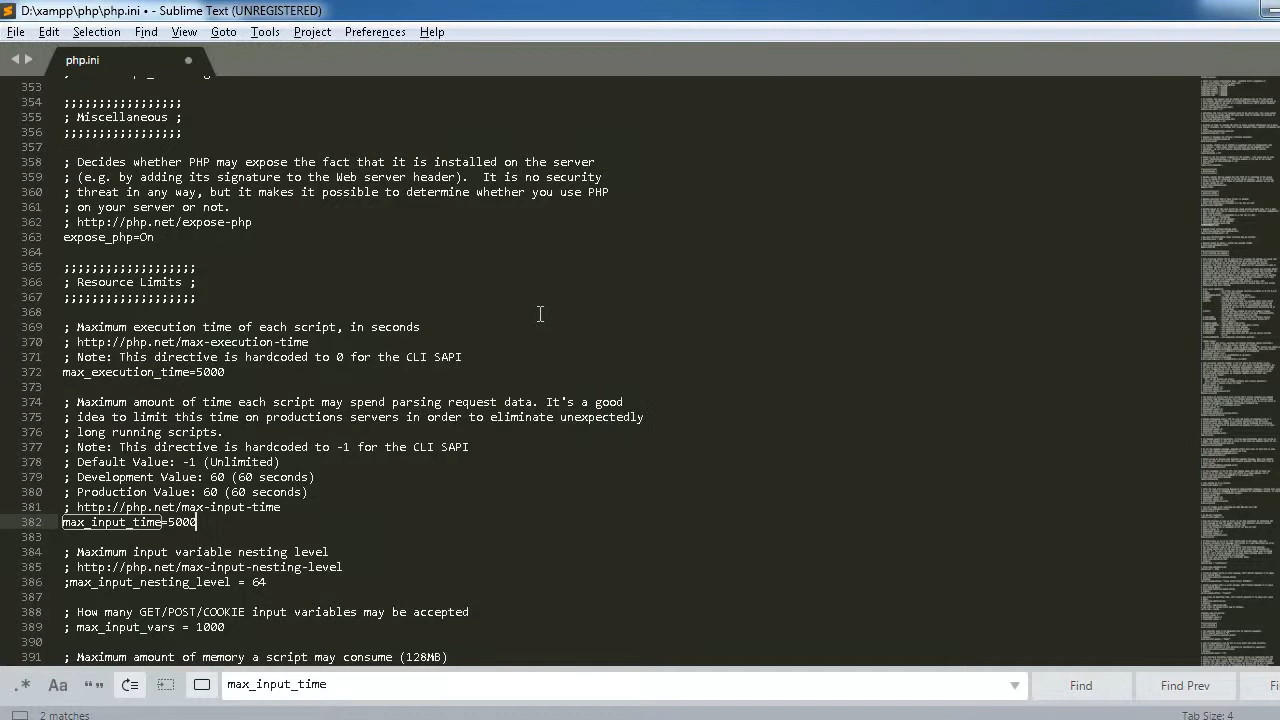 D:\xampp\php\php.ini • - Sublime Text (UNREGISTERED)
File Edit Selection Find View Goto Tools Project Preferences Help
php.ini
353
354 ;;;;;;;;;;;;;;;;;
355 ; Miscellaneous ;
356 ;;;;;;;;;;;;;;;;;
357
358 ; Decides whether PHP may expose the fact that it is installed on the server
359 ; (e.g. by adding its signature to the Web server header). It is no security
360 ; threat in any way, but it makes it possible to determine whether you use PHP
361 ; on your server or not.
362 ; http://php.net/expose-php
363 expose_php=On
364
365 ;;;;;;;;;;;;;;;;;;;
366 ; Resource Limits ;
367 ;;;;;;;;;;;;;;;;;;;
368
369 ; Maximum execution time of each script, in seconds
370 ; http://php.net/max-execution-time
371 ; Note: This directive is hardcoded to 0 for the CLI SAPI
372 max_execution_time=5000
373
374 ; Maximum amount of time each script may spend parsing request data. It's a good
375 ; idea to limit this time on productions servers in order to eliminate unexpectedly
376 ; long running scripts.
377 ; Note: This directive is hardcoded to -1 for the CLI SAPI
378 ; Default Value: -1 (Unlimited)
379 ; Development Value: 60 (60 seconds)
380 ; Production Value: 60 (60 seconds)
381 ; http://php.net/max-input-time
382 max_input_time=5000
383
384 ; Maximum input variable nesting level
385 ; http://php.net/max-input-nesting-level
386 ;max_input_nesting_level = 64
387
388 ; How many GET/POST/COOKIE input variables may be accepted
389 ; max_input_vars = 1000
390
391 ; Maximum amount of memory a script may consume (128MB)
.* Aa “” max_input_time Find Find Prev Fi
2 matches Tab Size: 4